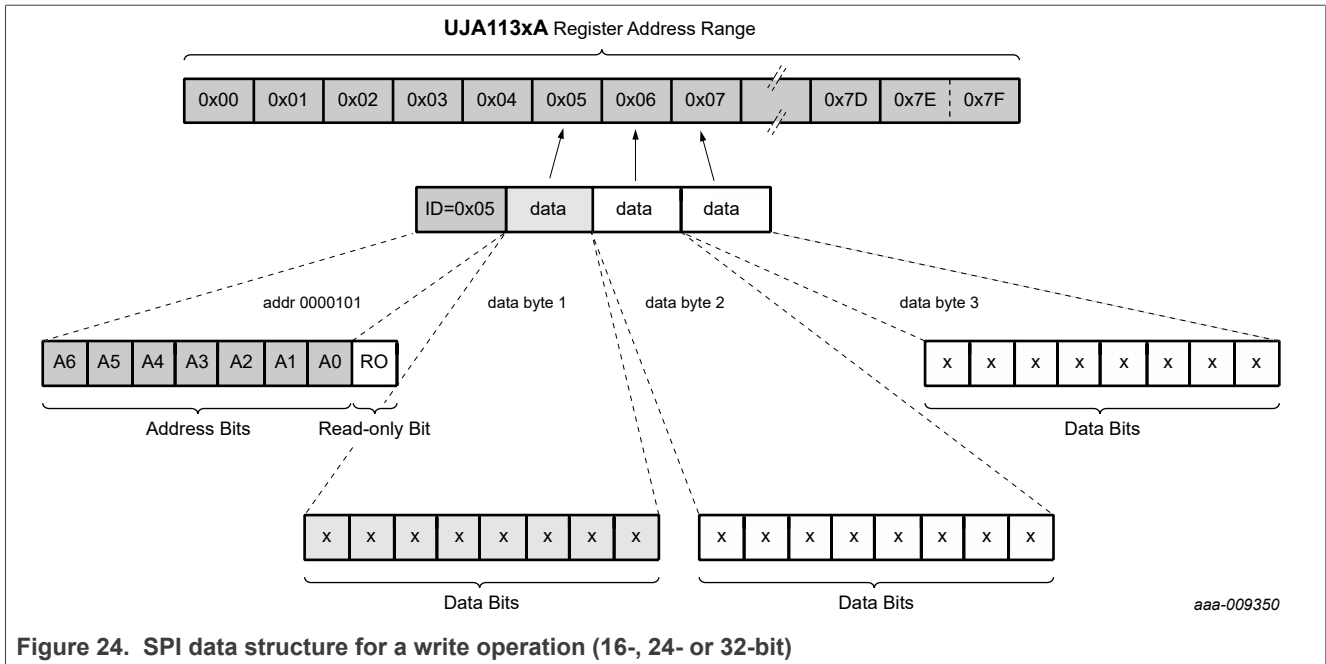 UJA113xA Register Address Range
0x00 0x01 0x02 0x03 0x04 0x05 0x06 0x07 0x7D 0x7E 0x7F
ID=0x05 data data data
addr 0000101 data byte 1 data byte 2 data byte 3
A6 A5 A4 A3 A2 A1 A0 RO x x x x x x x x
Address Bits Read-only Bit Data Bits
x x x x x x x x x x x x x x x x
Data Bits Data Bits
aaa-009350
Figure 24. SPI data structure for a write operation (16-, 24- or 32-bit)